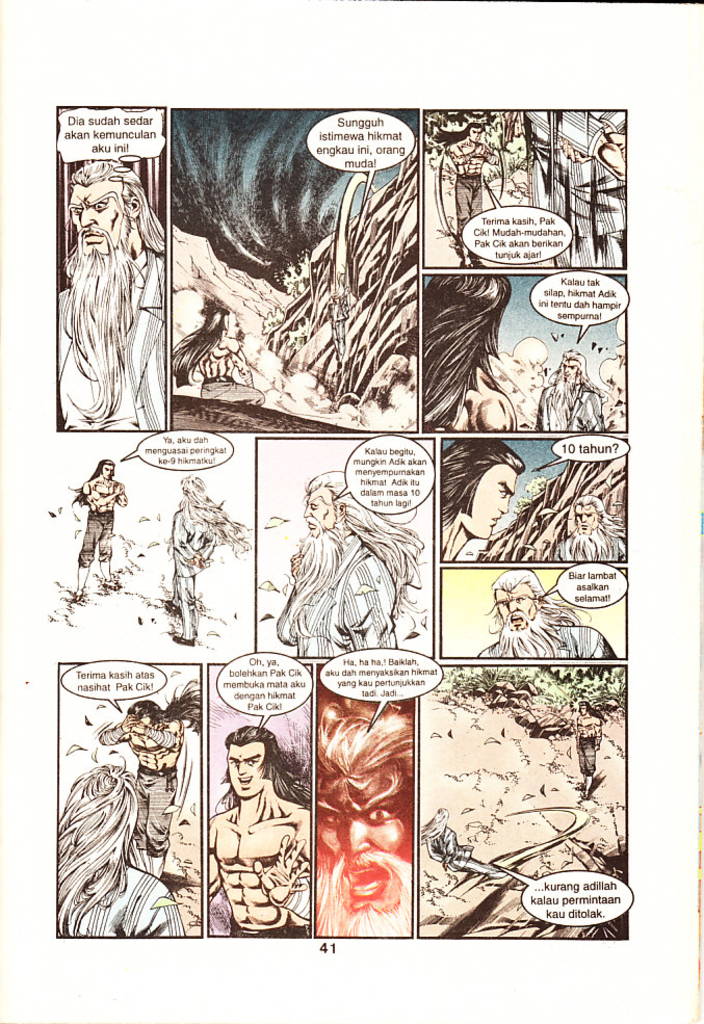 Dia sudah sedar
akan kemunculan
aku ini!
Sungguh
istimewa hikmat
engkau ini, orang
muda!
Terima kasih, Pak
Cik! Mudah-mudahan,
Pak Cik akan berikan
tunjuk ajar!
Kalau tak
silap, hikmat Adik
ini tentu dah hampir
sempurna!
Ya, aku dah
menguasai peringkat
ke-9 hikmatku!
Kalau begitu,
mungkin Adik akan
menyempurnakan
hikmat Adik itu
dalam masa 10
tahun lagi!
10 tahun?
Biar lambat
asalkan
selamat!
Terima kasih atas
nasihat Pak Cik!
Oh, ya,
bolehkan Pak Cik
membuka mata aku
dengan hikmat
Pak Cik!
Ha, ha ha,! Baiklah,
aku dah menyaksikan hikmat
yang kau pertunjukkan
tadi. Jadi...
...kurang adillah
kalau permintaan
kau ditolak.
41